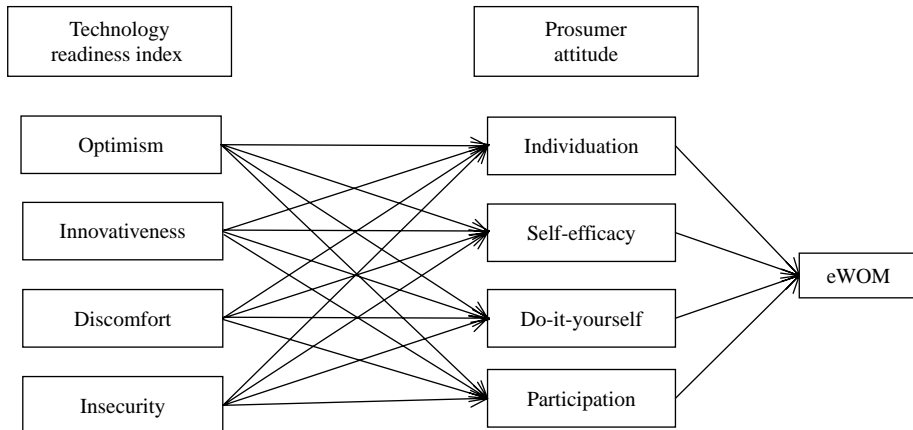 Technology
readiness index
Prosumer
attitude
Optimism
Individuation
Innovativeness
Self-efficacy
eWOM
Discomfort
Do-it-yourself
Insecurity
Participation